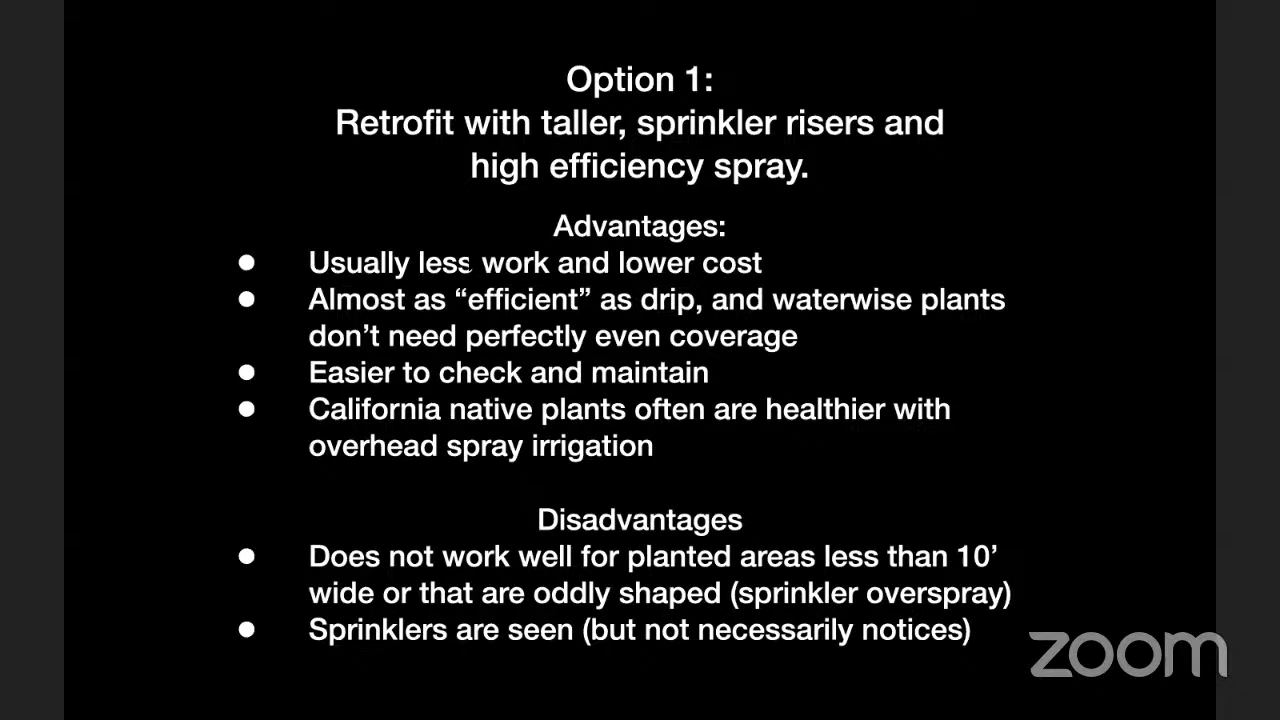 Option 1:
Retrofit with taller, sprinkler risers and
high efficiency spray.
Advantages:
● Usually less work and lower cost
● Almost as “efficient” as drip, and waterwise plants
don’t need perfectly even coverage
● Easier to check and maintain
● California native plants often are healthier with
overhead spray irrigation
Disadvantages
● Does not work well for planted areas less than 10’
wide or that are oddly shaped (sprinkler overspray)
● Sprinklers are seen (but not necessarily notices)
zoom